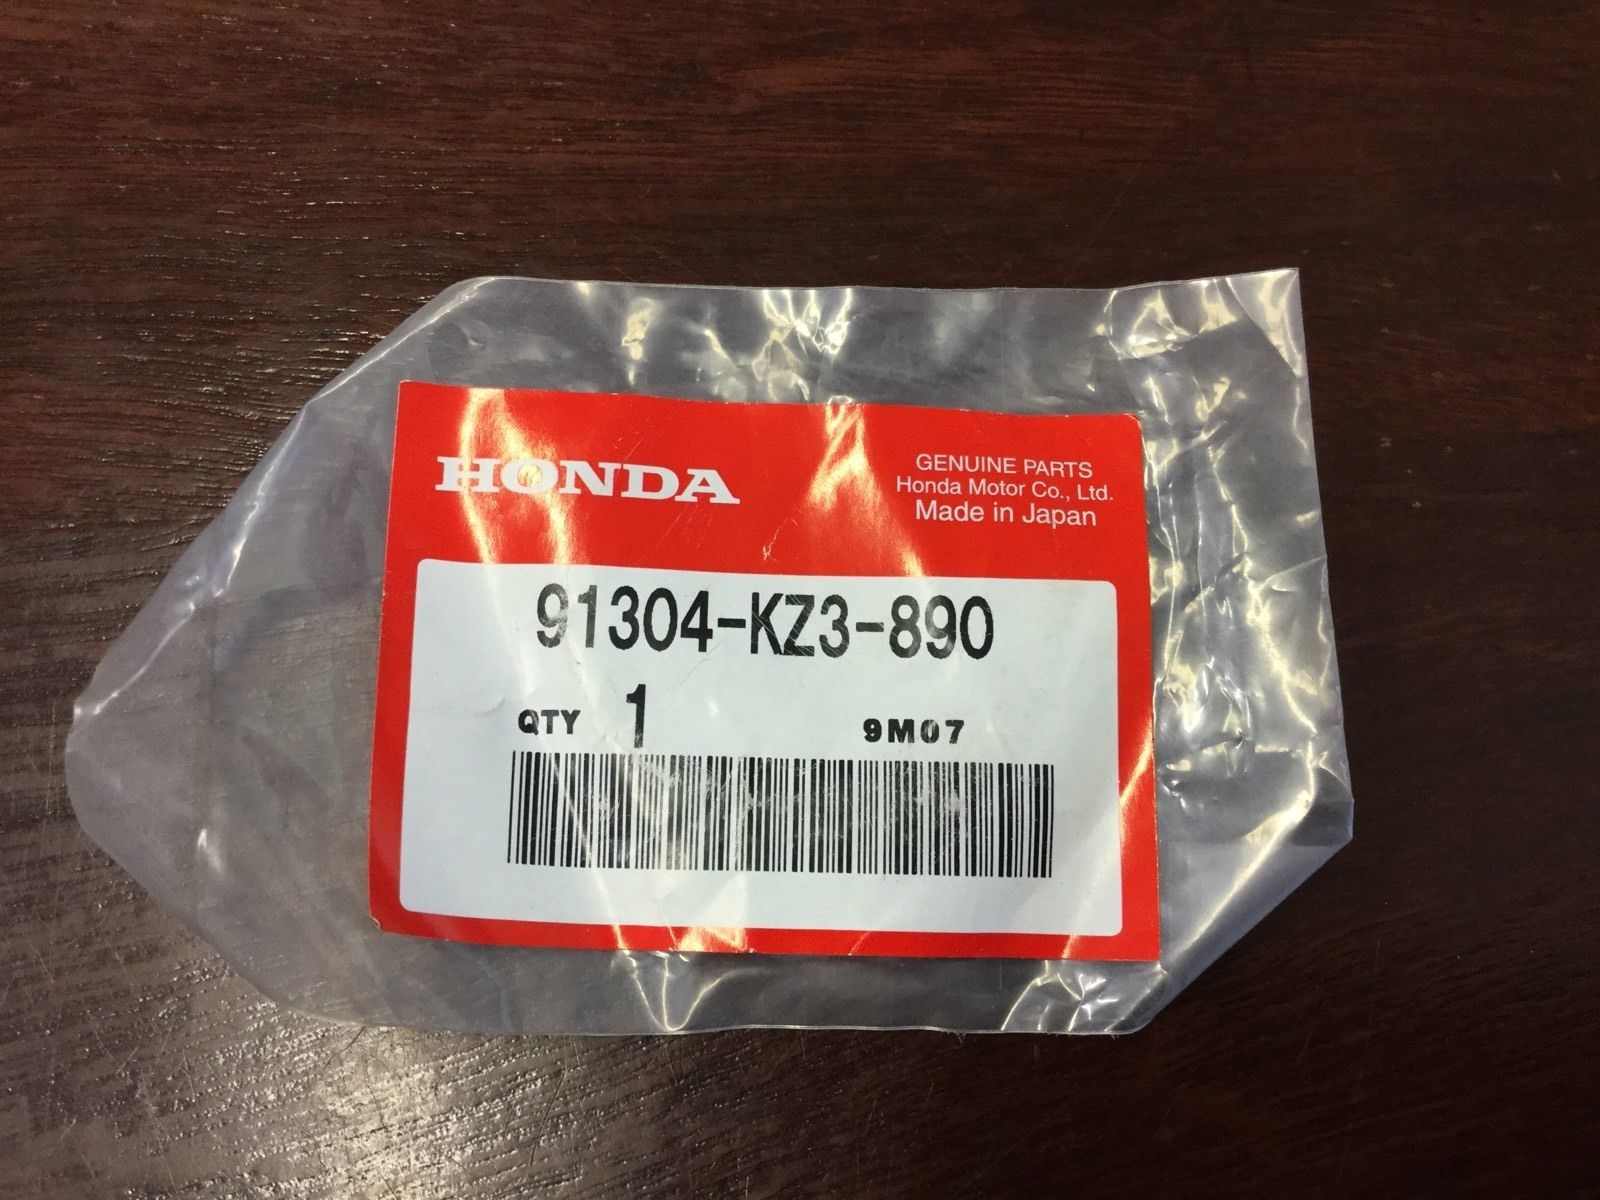 HONDA
GENUINE PARTS
Honda Motor Co., Ltd.
Made in Japan
91304-KZ3-890
QTY 1 9M07